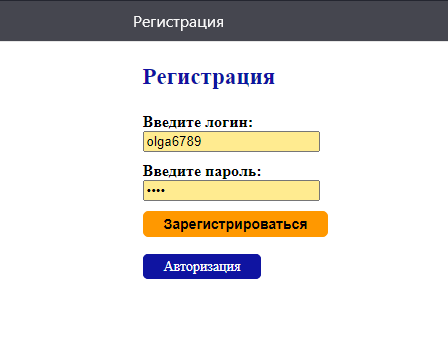 Регистрация
Регистрация
Введите логин:
olga6789
Введите пароль:
••••
Зарегистрироваться
Авторизация